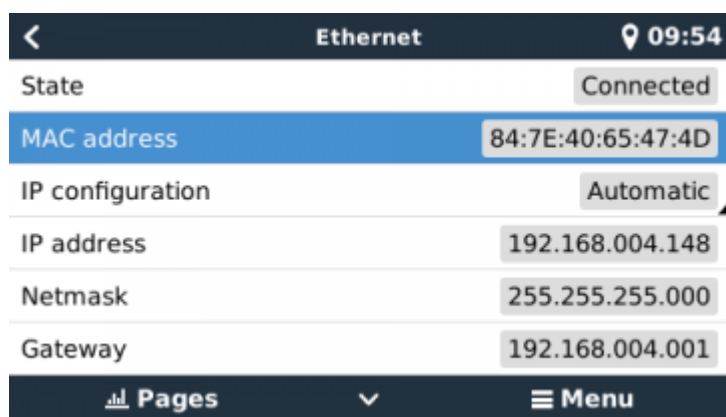 Ethernet 09:54
State Connected
MAC address 84:7E:40:65:47:4D
IP configuration Automatic
IP address 192.168.004.148
Netmask 255.255.255.000
Gateway 192.168.004.001
Pages Menu